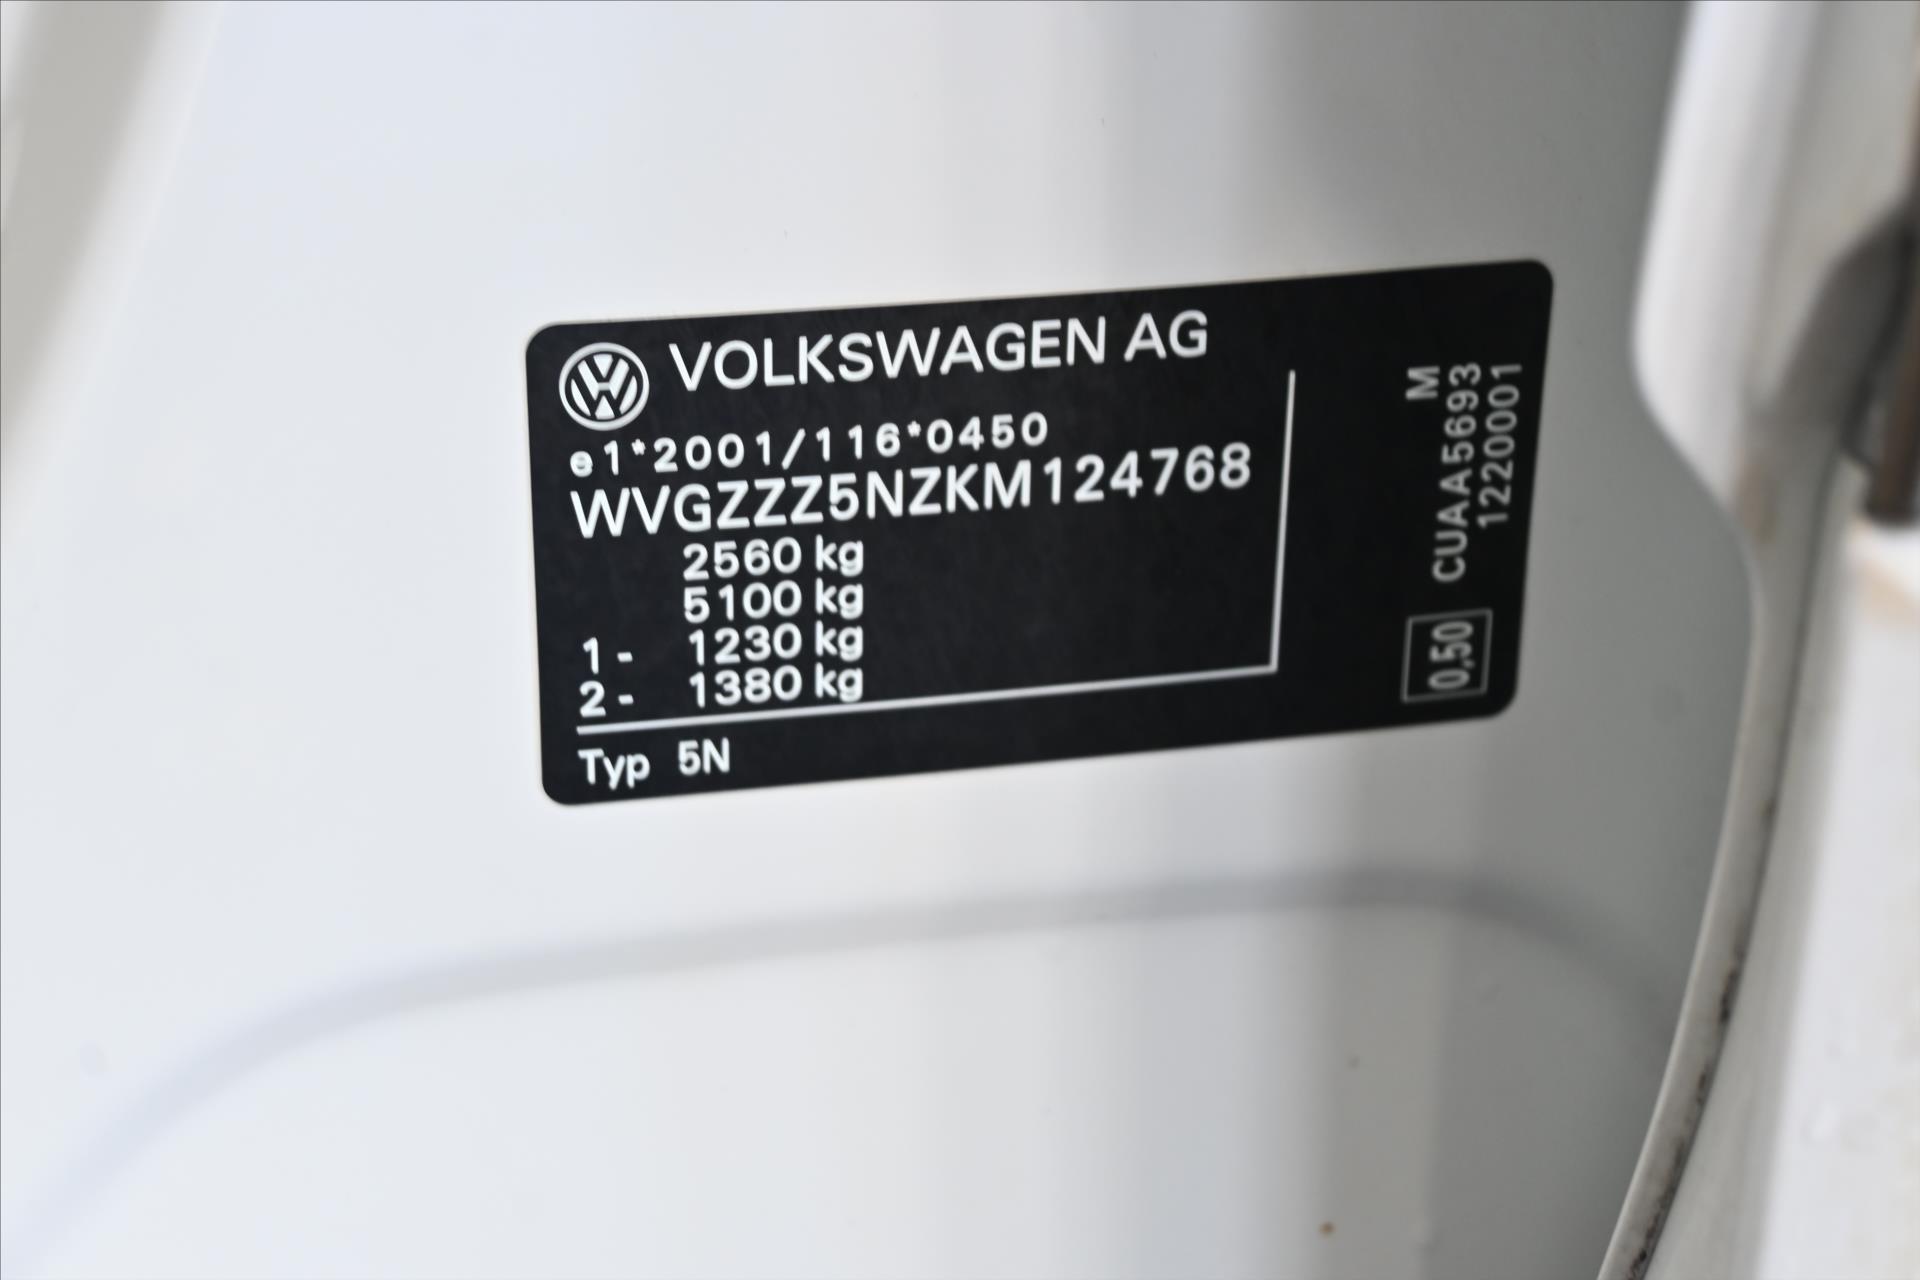 VOLKSWAGEN AG
e1*2001/116*0450
WVGZZZ5NZKM124768
2560 kg
5100 kg
1 - 1230 kg
2 - 1380 kg
Typ 5N
M
CUAA5693
1220001
0,50